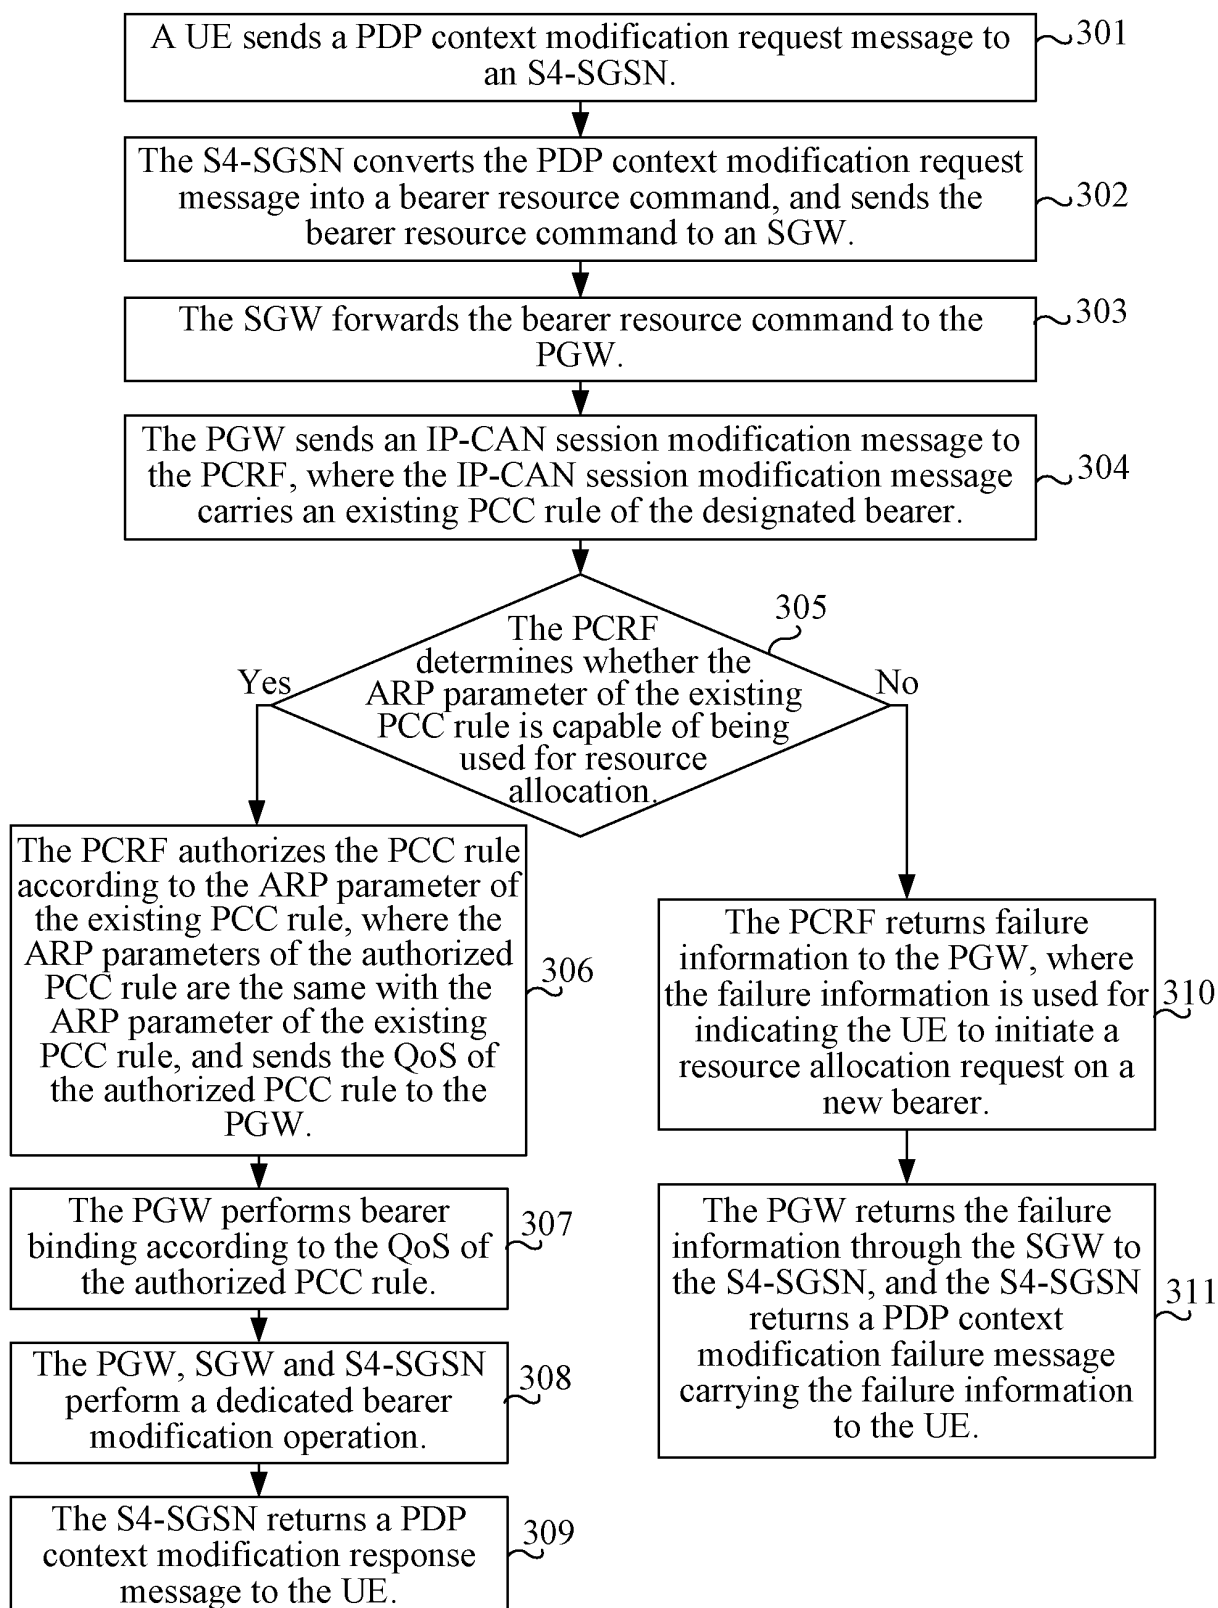 A UE sends a PDP context modification request message to
an S4-SGSN.
301
The S4-SGSN converts the PDP context modification request
message into a bearer resource command, and sends the
bearer resource command to an SGW.
302
The SGW forwards the bearer resource command to the
PGW.
303
The PGW sends an IP-CAN session modification message to
the PCRF, where the IP-CAN session modification message
carries an existing PCC rule of the designated bearer.
304
305
The PCRF
determines whether the
ARP parameter of the existing
PCC rule is capable of being
used for resource
allocation.
Yes
No
The PCRF authorizes the PCC rule
according to the ARP parameter of
the existing PCC rule, where the
ARP parameters of the authorized
PCC rule are the same with the
ARP parameter of the existing
PCC rule, and sends the QoS of
the authorized PCC rule to the
PGW.
306
The PGW performs bearer
binding according to the QoS of
the authorized PCC rule.
307
The PGW, SGW and S4-SGSN
perform a dedicated bearer
modification operation.
308
The S4-SGSN returns a PDP
context modification response
message to the UE.
309
The PCRF returns failure
information to the PGW, where
the failure information is used for
indicating the UE to initiate a
resource allocation request on a
new bearer.
310
The PGW returns the failure
information through the SGW to
the S4-SGSN, and the S4-SGSN
returns a PDP context
modification failure message
carrying the failure information
to the UE.
311